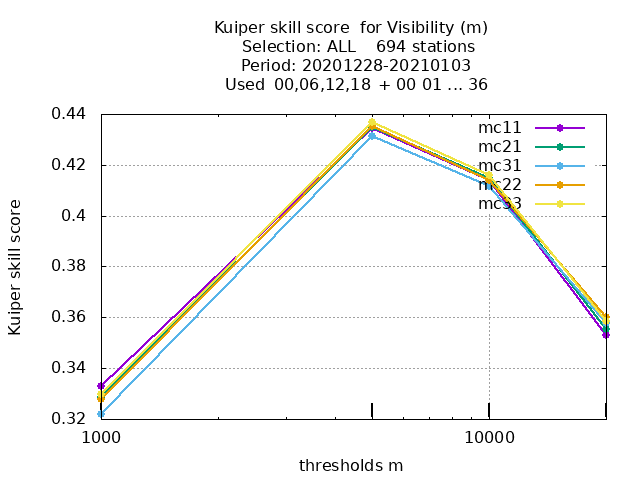 Kuiper skill score for Visibility (m)
Selection: ALL 694 stations
Period: 20201228-20210103
Used 00,06,12,18 + 00 01 ... 36
0.44
0.42
0.4
0.38
0.36
0.34
0.32
Kuiper skill score
mc11
mc21
mc31
mc22
mc33
1000
10000
thresholds m